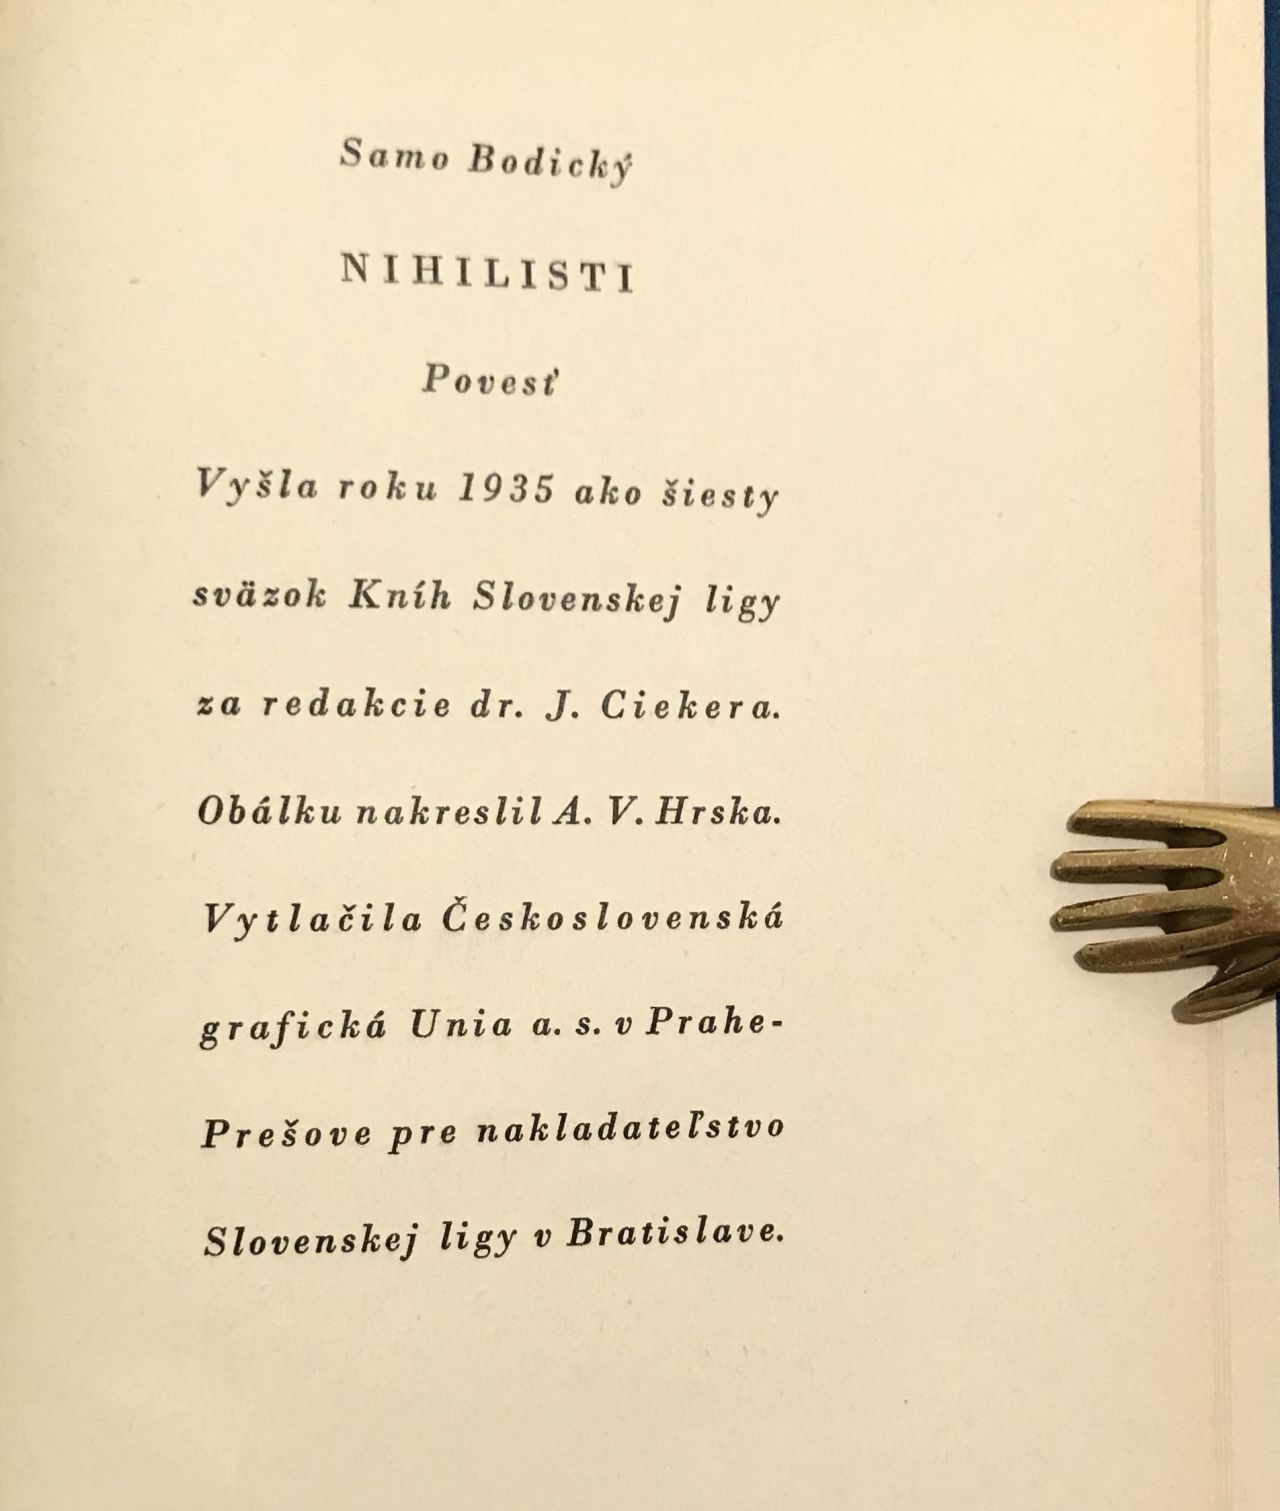 Samo Bodický
NIHILISTI
Povesť
Vyšla roku 1935 ako šiesty
sväzok Kníh Slovenskej ligy
za redakcie dr. J. Ciekera.
Obálku nakreslil A. V. Hrska.
Vytlačila Československá
grafická Unia a. s. v Prahe-
Prešove pre nakladateľstvo
Slovenskej ligy v Bratislave.